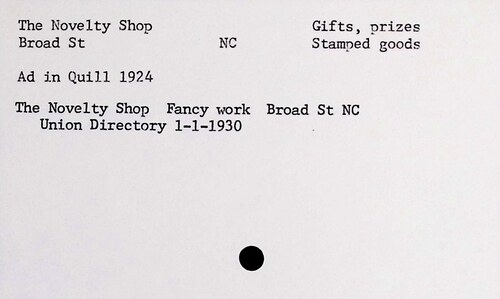 The Novelty Shop Gifts, prizes
Broad St NC Stamped goods
Ad in Quill 1924
The Novelty Shop Fancy work Broad St NC
Union Directory 1-1-1930